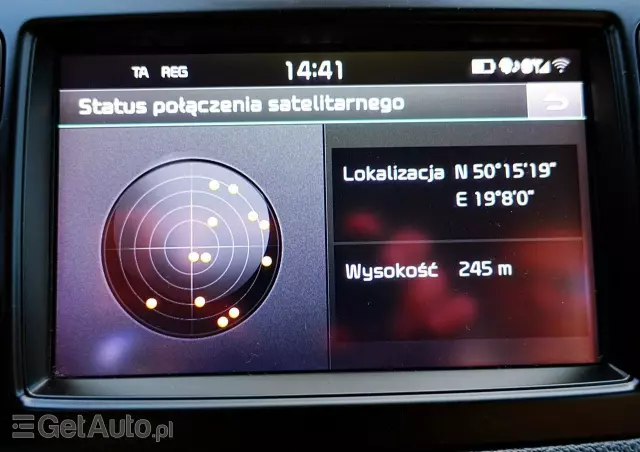 TA REG 14:41
Status połączenia satelitarnego
Lokalizacja N 50°15'19"
E 19°8'0"
Wysokość 245 m
GetAuto.pl